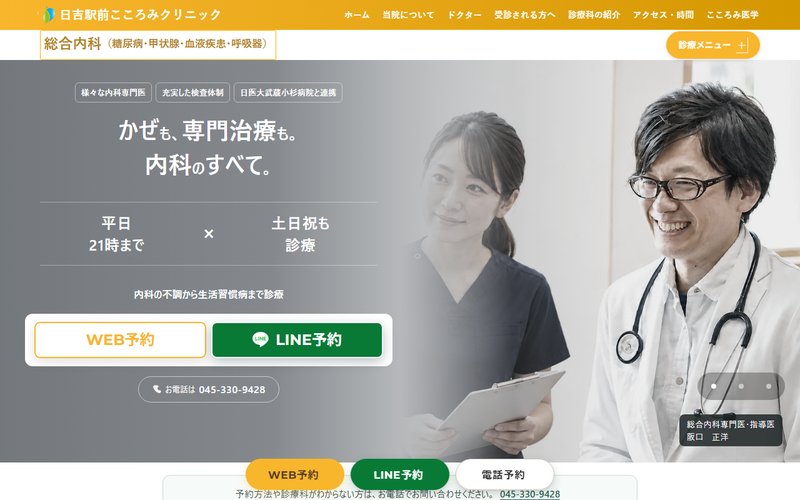 日吉駅前こころみクリニック
ホーム 当院について ドクター 受診される方へ 診療科の紹介 アクセス・時間 こころみ医学
総合内科（糖尿病・甲状腺・血液疾患・呼吸器）
診療メニュー
様々な内科専門医 充実した検査体制 日医大武蔵小杉病院と連携
かぜも、専門治療も。
内科のすべて。
平日
21時まで
×
土日祝も
診療
内科の不調から生活習慣病まで診療
WEB予約
LINE LINE予約
お電話は 045-330-9428
総合内科専門医・指導医
阪口 正洋
WEB予約 LINE予約 電話予約
予約方法や診療科がわからない方は、お電話でお問い合わせください。 045-330-9428